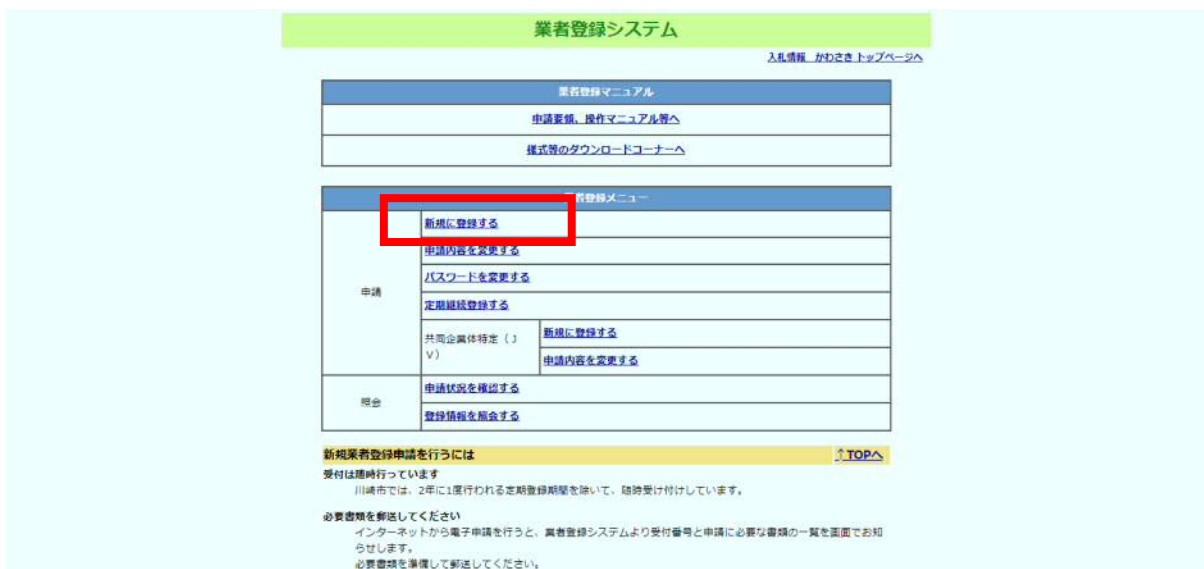 業者登録システム
入札情報 かわさき トップページへ
業者登録マニュアル
申請要領、操作マニュアル等へ
様式等のダウンロードコーナーへ
者登録メニュー
申請
新規に登録する
申請内容を変更する
パスワードを変更する
定期継続登録する
共同企業体特定（J
V）
新規に登録する
申請内容を変更する
照会
申請状況を確認する
登録情報を照会する
新規業者登録申請を行うには
↑TOPへ
受付は随時行っています
川崎市では、2年に1度行われる定期登録期間を除いて、随時受け付けしています。
必要書類を郵送してください
インターネットから電子申請を行うと、業者登録システムより受付番号と申請に必要な書類の一覧を画面でお知
らせします。
必要書類を準備して郵送してください。